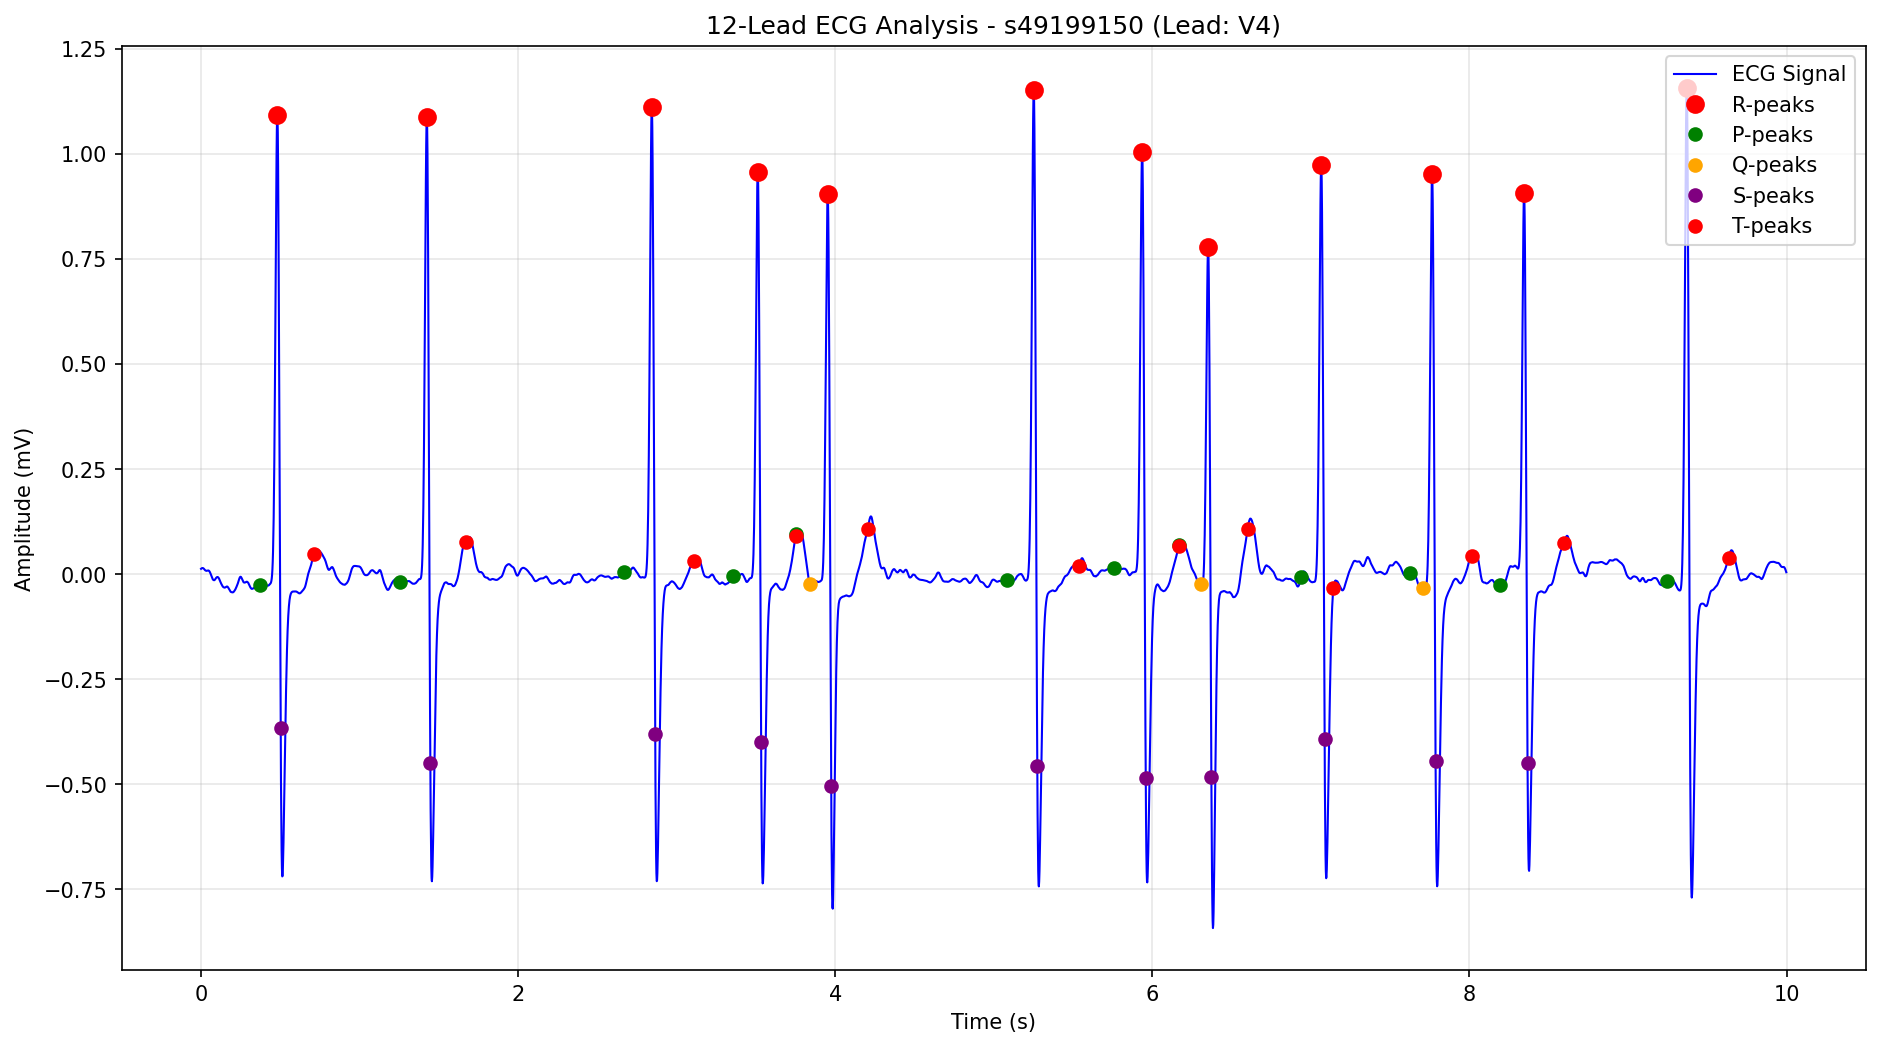 12-Lead ECG Analysis - s49199150 (Lead: V4)
1.25
1.00
0.75
0.50
0.25
0.00
−0.25
−0.50
−0.75
Amplitude (mV)
ECG Signal
R-peaks
P-peaks
Q-peaks
S-peaks
T-peaks
0 2 4 6 8 10
Time (s)